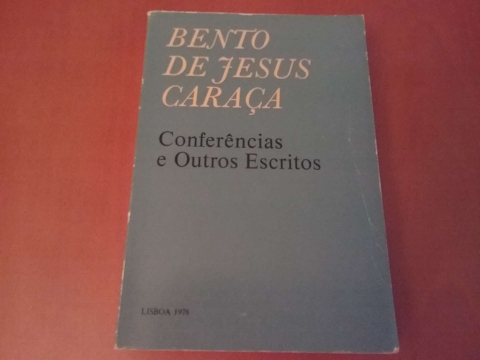 BENTO
DE JESUS
CARAÇA
Conferências
e Outros Escritos
LISBOA 1978